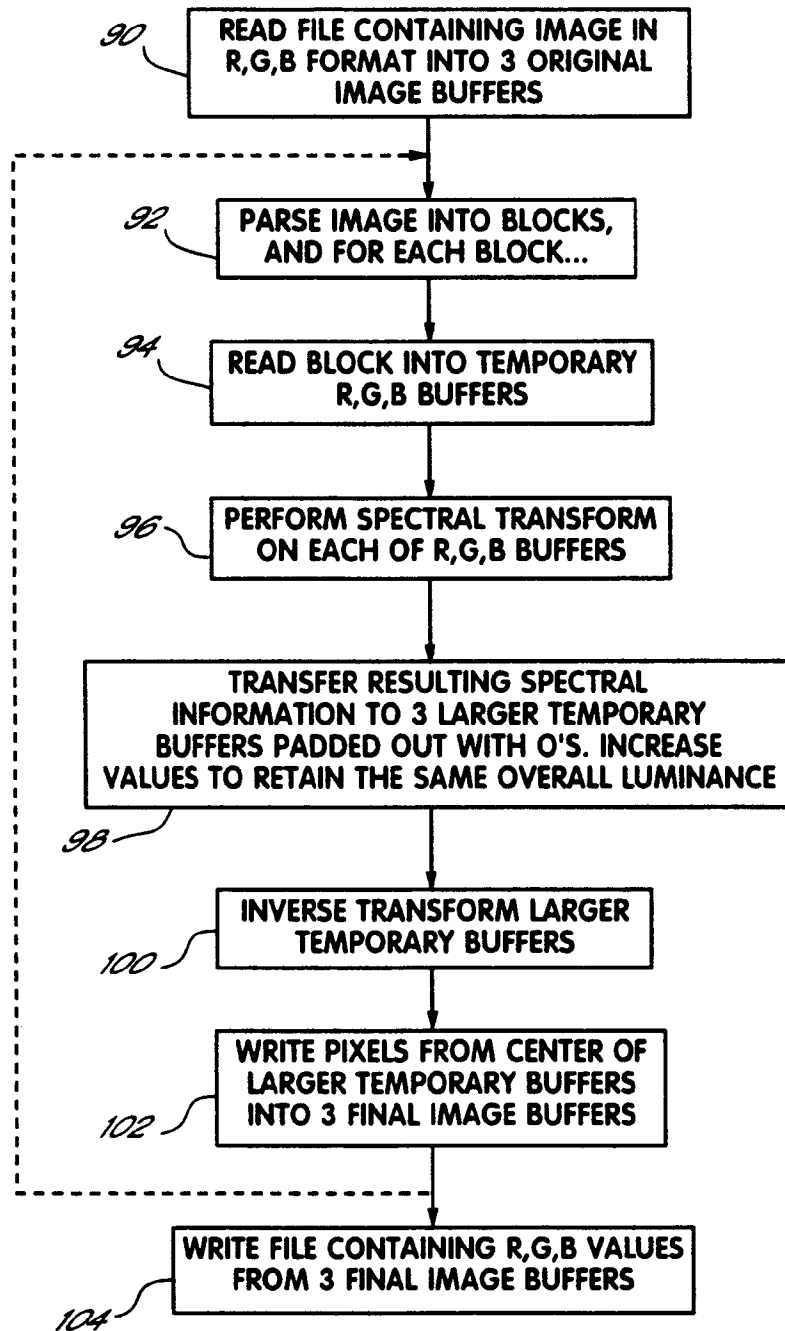 90
READ FILE CONTAINING IMAGE IN
R,G,B FORMAT INTO 3 ORIGINAL
IMAGE BUFFERS
92
PARSE IMAGE INTO BLOCKS,
AND FOR EACH BLOCK...
94
READ BLOCK INTO TEMPORARY
R,G,B BUFFERS
96
PERFORM SPECTRAL TRANSFORM
ON EACH OF R,G,B BUFFERS
TRANSFER RESULTING SPECTRAL
INFORMATION TO 3 LARGER TEMPORARY
BUFFERS PADDED OUT WITH O'S. INCREASE
VALUES TO RETAIN THE SAME OVERALL LUMINANCE
98
INVERSE TRANSFORM LARGER
TEMPORARY BUFFERS
100
WRITE PIXELS FROM CENTER OF
LARGER TEMPORARY BUFFERS
INTO 3 FINAL IMAGE BUFFERS
102
WRITE FILE CONTAINING R,G,B VALUES
FROM 3 FINAL IMAGE BUFFERS
104